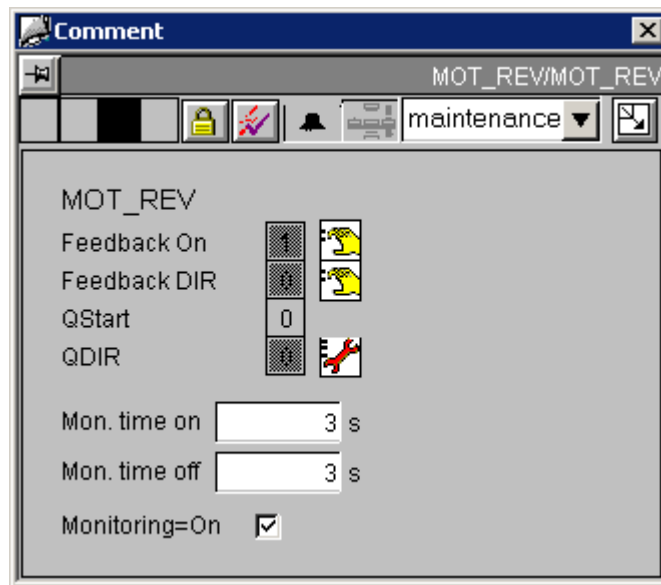 Comment
MOT_REV/MOT_REV
maintenance
MOT_REV
Feedback On 1
Feedback DIR 0
QStart 0
QDIR 0
Mon. time on 3 s
Mon. time off 3 s
Monitoring=On